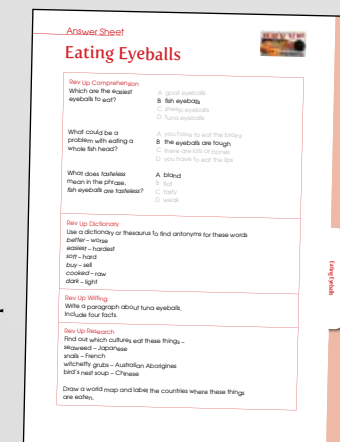 Answer Sheet
Eating Eyeballs
Rev Up Comprehension
Which are the easiest
eyeballs to eat?
A goat eyeballs
B fish eyeballs
C sheep eyeballs
D tuna eyeballs
What could be a
problem with eating a
whole fish head?
A you have to eat the brains
B the eyeballs are tough
C there are lots of bones
D you have to eat the lips
What does tasteless
mean in the phrase,
fish eyeballs are tasteless?
A bland
B flat
C tasty
D weak
Rev Up Dictionary
Use a dictionary or thesaurus to find antonyms for these words
better – worse
easiest – hardest
soft – hard
buy – sell
cooked – raw
dark – light
Rev Up Writing
Write a paragraph about tuna eyeballs.
Include four facts.
Rev Up Research
Find out which cultures eat these things –
seaweed – Japanese
snails – French
witchetty grubs – Australian Aborigines
bird's nest soup – Chinese
Draw a world map and label the countries where these things
are eaten.
Eating Eyeballs